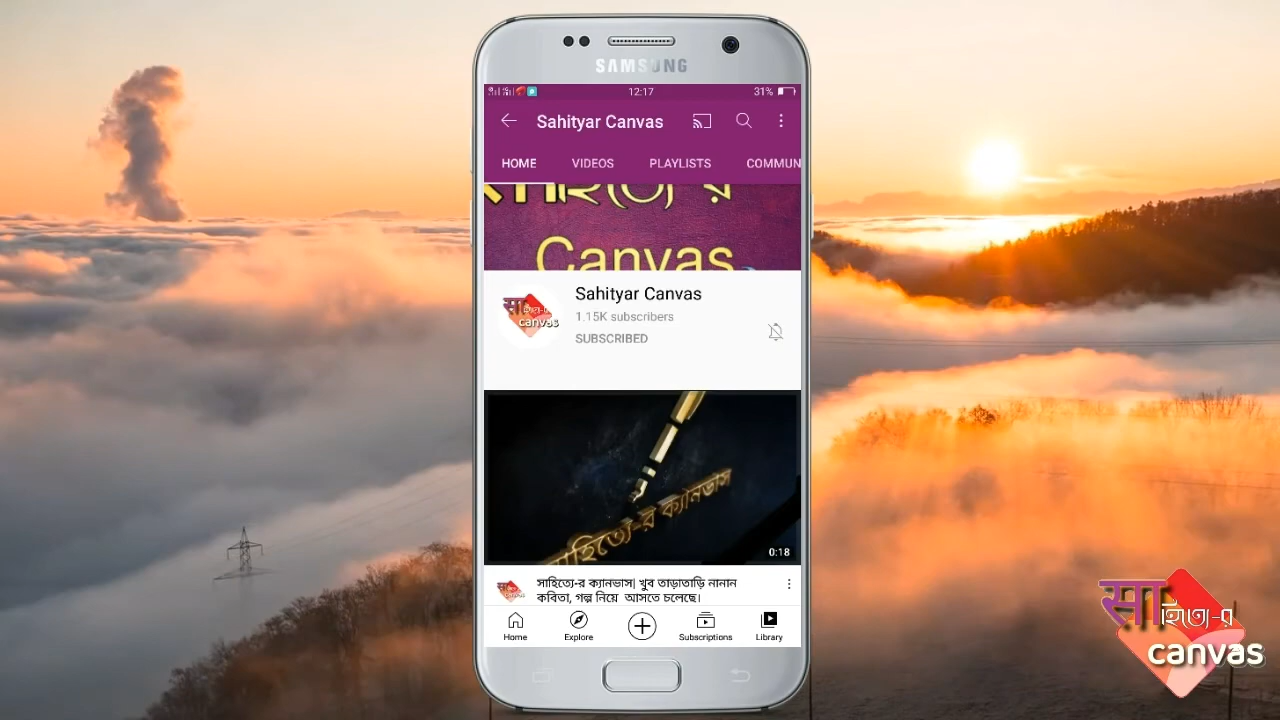 SAMSUNG
12:17
31%
Sahityar Canvas
HOME VIDEOS PLAYLISTS COMMUN
সাহিত্যে-র
Canvas
Sahityar Canvas
1.15K subscribers
SUBSCRIBED
সাহিত্যে-র
canvas
সাহিত্যে-র ক্যানভাস
0:18
সাহিত্যে-র ক্যানভাস| খুব তাড়াতাড়ি নানান
কবিতা, গল্প নিয়ে আসতে চলেছে।
Home Explore Subscriptions Library
সাহিত্যে-র
canvas